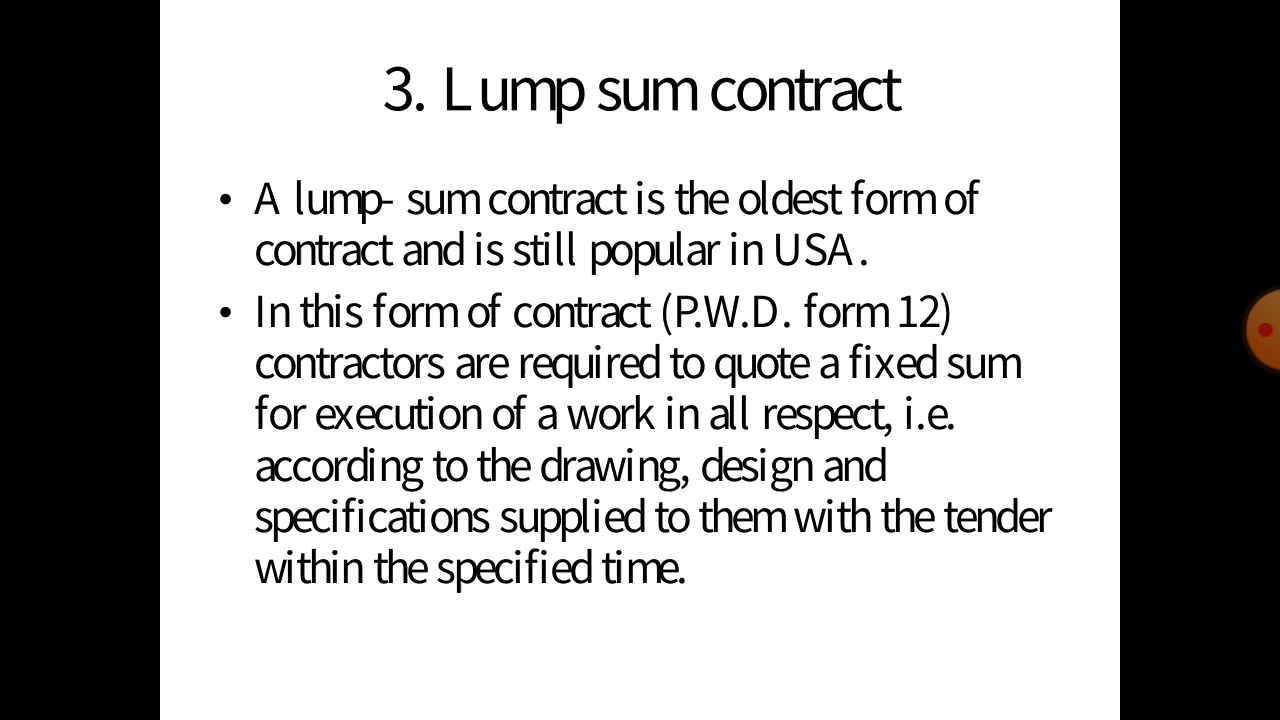 3. Lump sum contract
• A lump- sum contract is the oldest form of
contract and is still popular in USA.
• In this form of contract (P.W.D. form 12)
contractors are required to quote a fixed sum
for execution of a work in all respect, i.e.
according to the drawing, design and
specifications supplied to them with the tender
within the specified time.